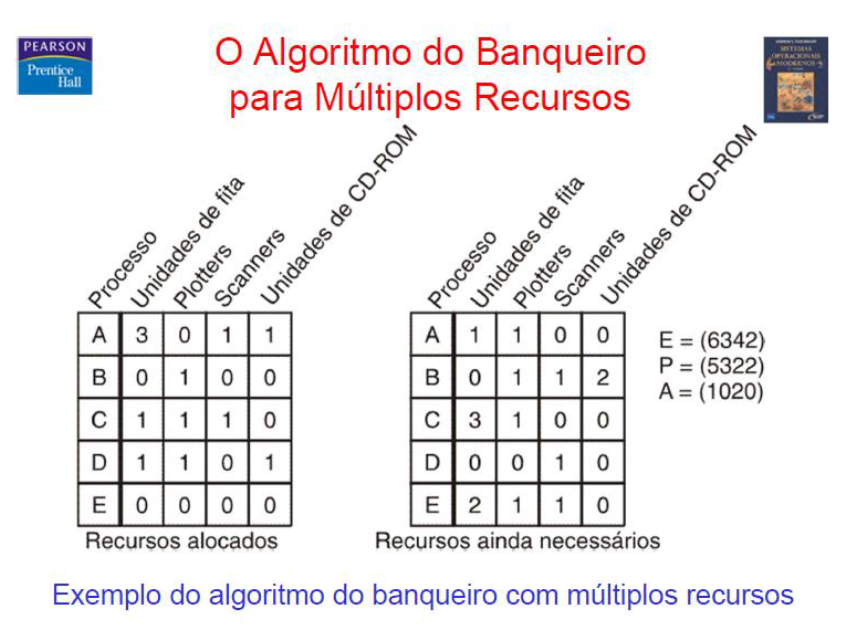 PEARSON
Prentice
Hall
O Algoritmo do Banqueiro
para Múltiplos Recursos
SISTEMAS
OPERACIONAIS
MODERNOS
Processo Unidades de fita Plotters Scanners Unidades de CD-ROM
A 3 0 1 1
B 0 1 0 0
C 1 1 1 0
D 1 1 0 1
E 0 0 0 0
Recursos alocados
Processo Unidades de fita Plotters Scanners Unidades de CD-ROM
A 1 1 0 0
B 0 1 1 2
C 3 1 0 0
D 0 0 1 0
E 2 1 1 0
Recursos ainda necessários
E = (6342)
P = (5322)
A = (1020)
Exemplo do algoritmo do banqueiro com múltiplos recursos